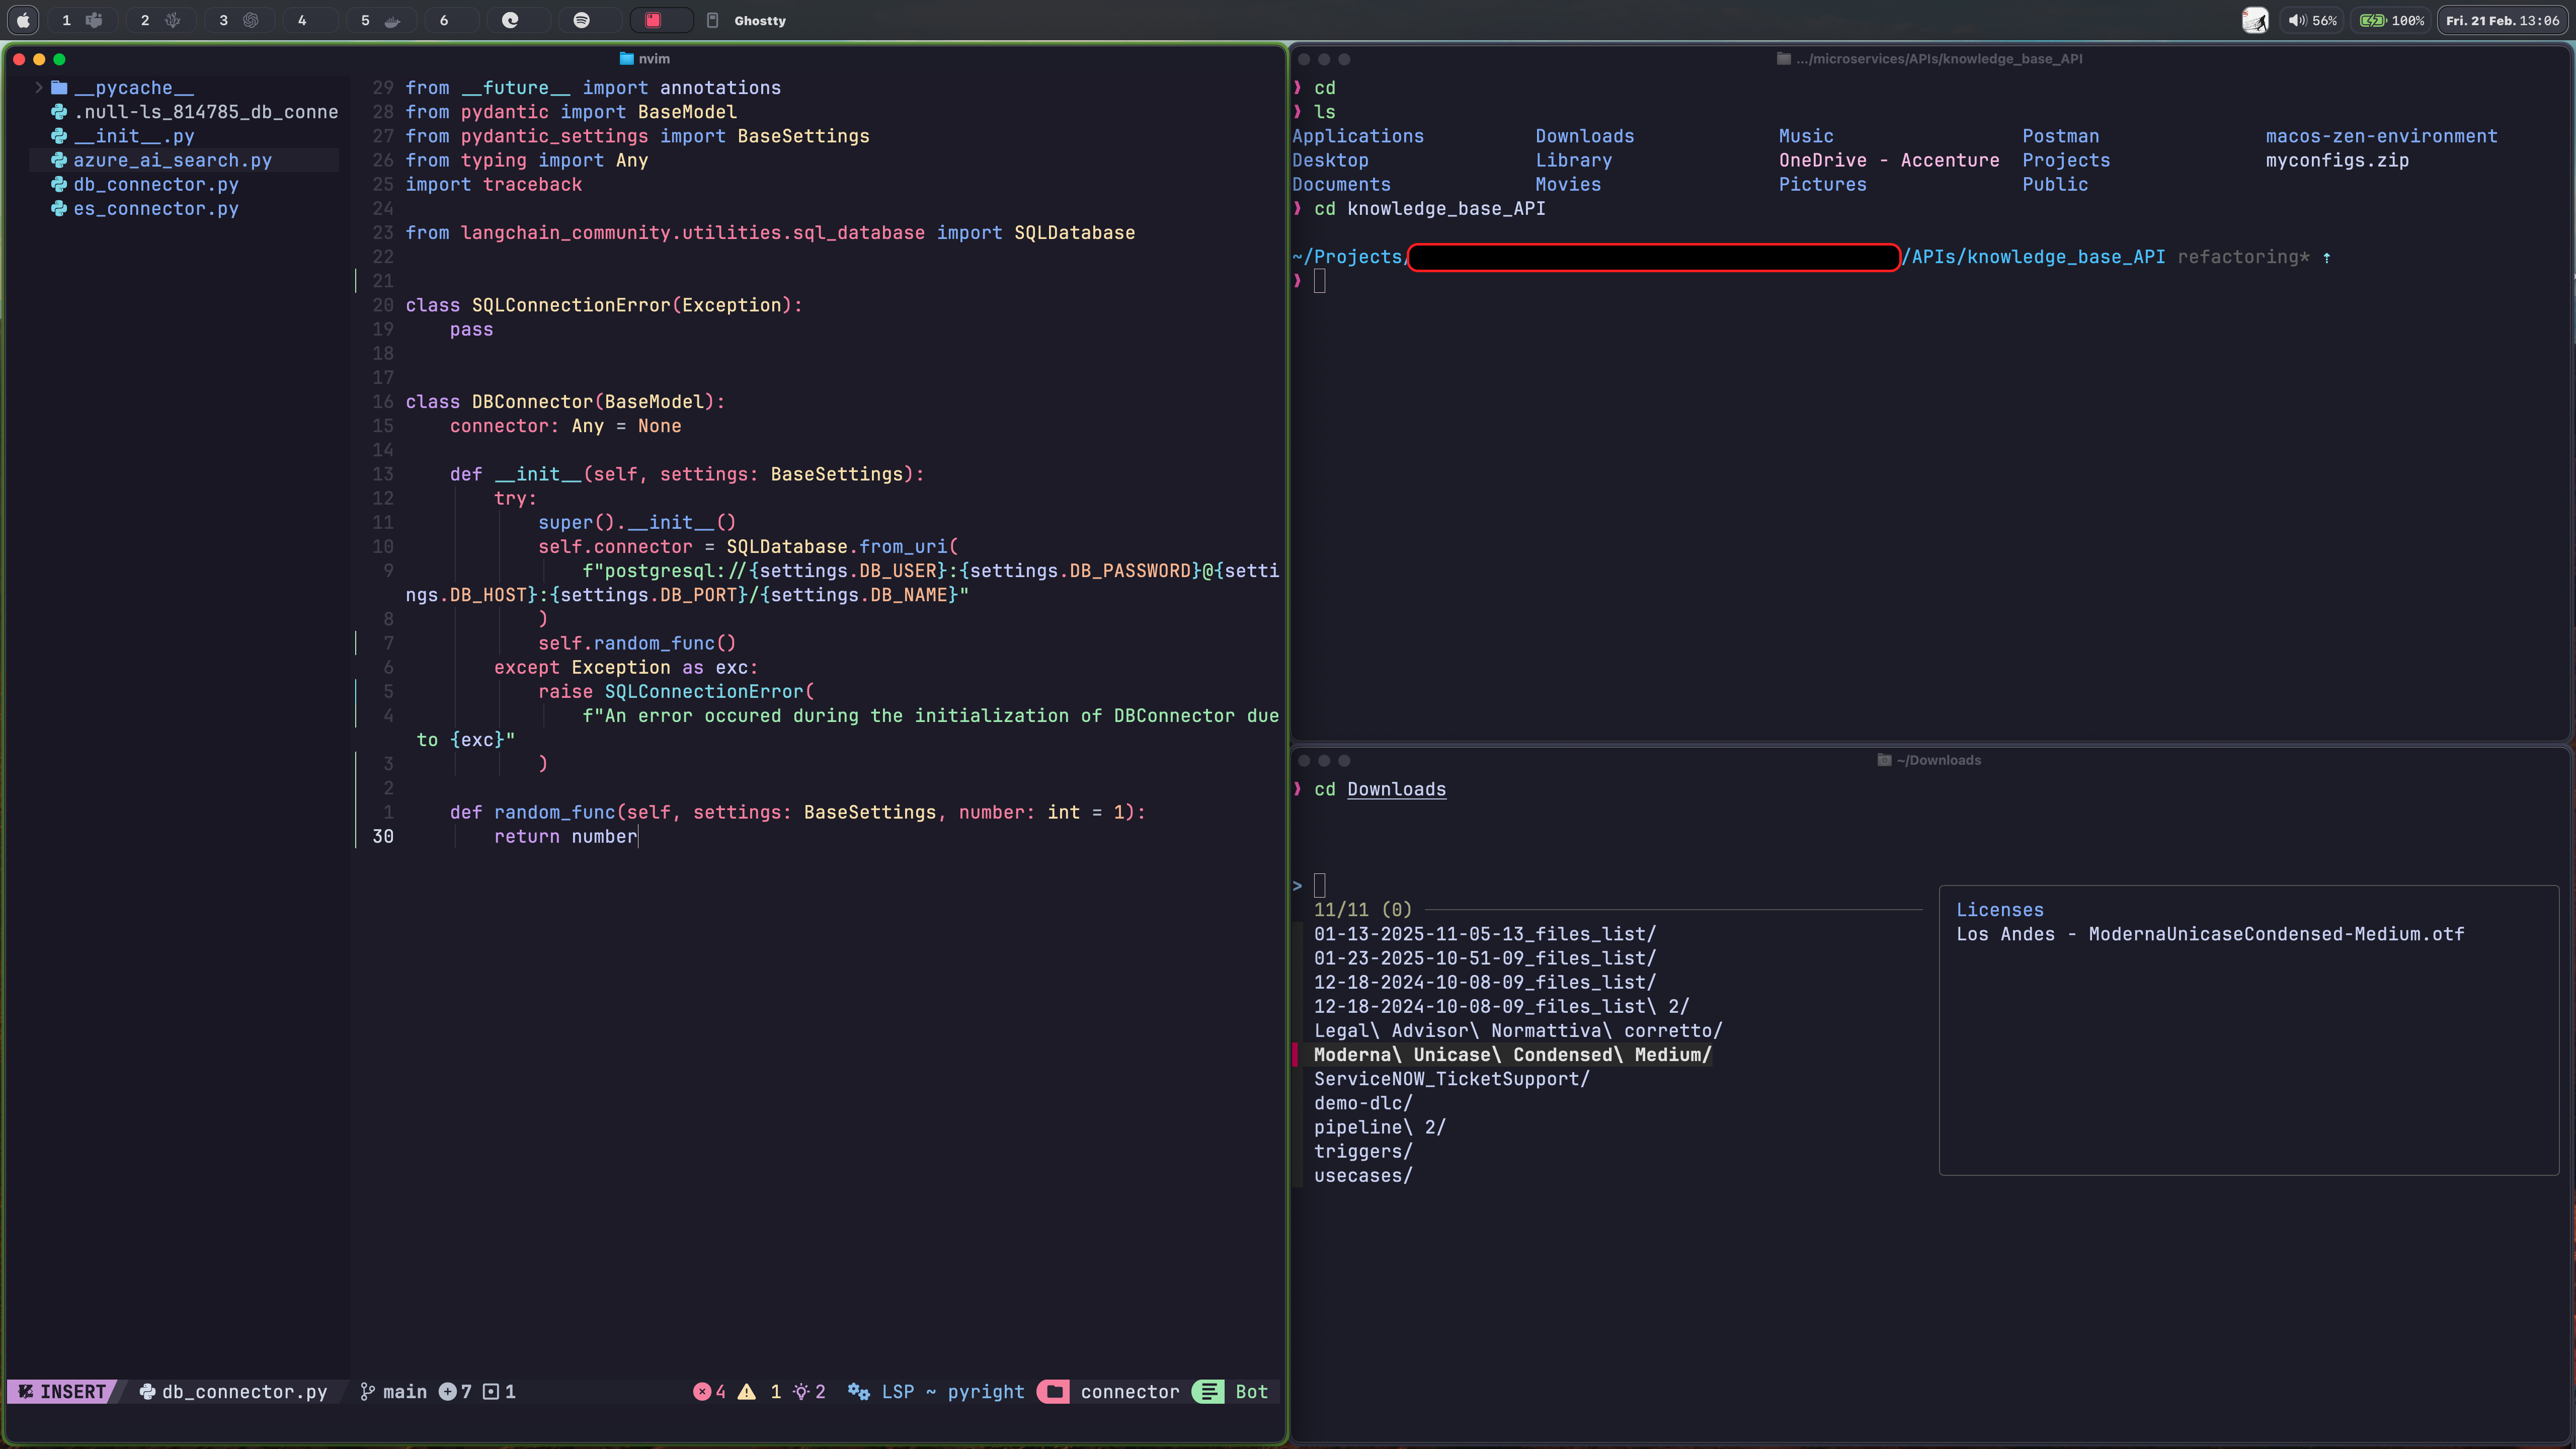 1 2 3 4 5 6 Ghostty 56% 100% Fri. 21 Feb. 13:06
nvim
__pycache__
.null-ls_814785_db_conne
__init__.py
azure_ai_search.py
db_connector.py
es_connector.py
29 from __future__ import annotations
28 from pydantic import BaseModel
27 from pydantic_settings import BaseSettings
26 from typing import Any
25 import traceback
24
23 from langchain_community.utilities.sql_database import SQLDatabase
22
21
20 class SQLConnectionError(Exception):
19     pass
18
17
16 class DBConnector(BaseModel):
15     connector: Any = None
14
13     def __init__(self, settings: BaseSettings):
12         try:
11             super().__init__()
10             self.connector = SQLDatabase.from_uri(
9                 f"postgresql://{settings.DB_USER}:{settings.DB_PASSWORD}@{setti
ngs.DB_HOST}:{settings.DB_PORT}/{settings.DB_NAME}"
8             )
7             self.random_func()
6         except Exception as exc:
5             raise SQLConnectionError(
4                 f"An error occured during the initialization of DBConnector due
 to {exc}"
3             )
2
1     def random_func(self, settings: BaseSettings, number: int = 1):
30         return number
INSERT db_connector.py main 7 1 4 1 2 LSP ~ pyright connector Bot
.../microservices/APIs/knowledge_base_API
❯ cd
❯ ls
Applications Downloads Music Postman macos-zen-environment
Desktop Library OneDrive - Accenture Projects myconfigs.zip
Documents Movies Pictures Public
❯ cd knowledge_base_API
~/Projects/ /APIs/knowledge_base_API refactoring* ⇡
❯
~/Downloads
❯ cd Downloads
>
11/11 (0)
01-13-2025-11-05-13_files_list/
01-23-2025-10-51-09_files_list/
12-18-2024-10-08-09_files_list/
12-18-2024-10-08-09_files_list\ 2/
Legal\ Advisor\ Normattiva\ corretto/
Moderna\ Unicase\ Condensed\ Medium/
ServiceNOW_TicketSupport/
demo-dlc/
pipeline\ 2/
triggers/
usecases/
Licenses
Los Andes - ModernaUnicaseCondensed-Medium.otf